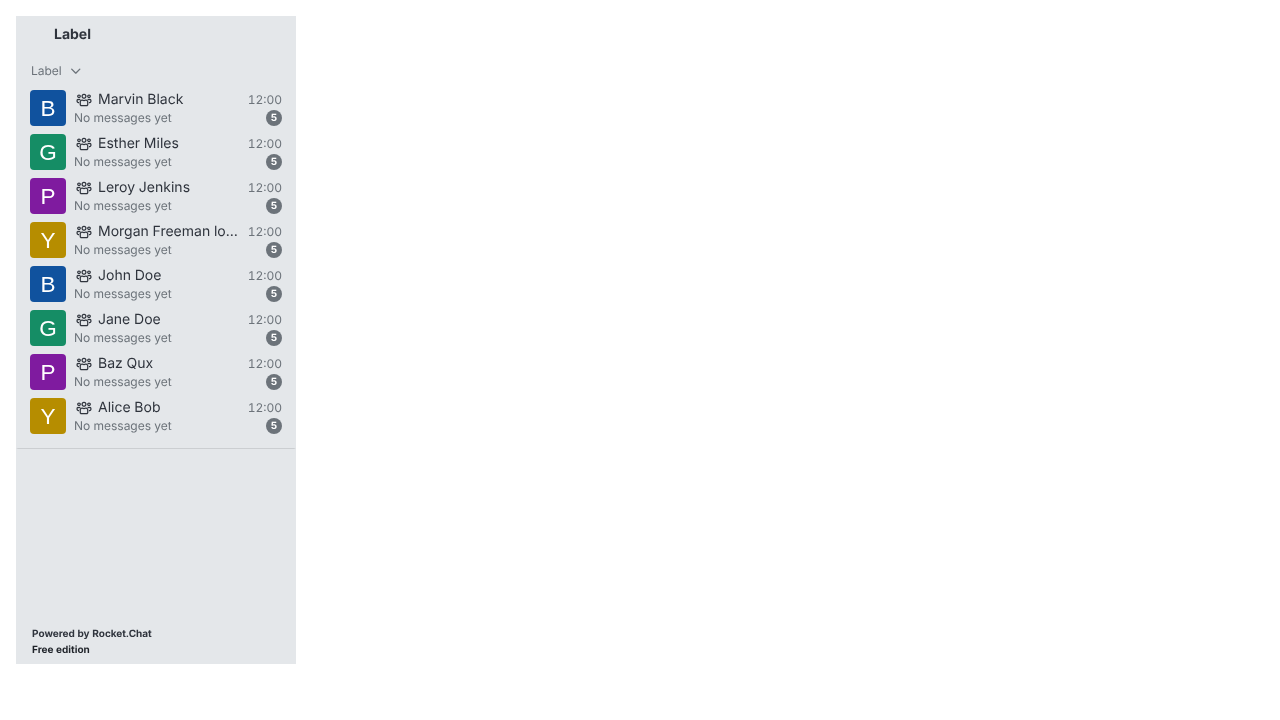 Label
Label
B Marvin Black 12:00
No messages yet 5
G Esther Miles 12:00
No messages yet 5
P Leroy Jenkins 12:00
No messages yet 5
Y Morgan Freeman lo... 12:00
No messages yet 5
B John Doe 12:00
No messages yet 5
G Jane Doe 12:00
No messages yet 5
P Baz Qux 12:00
No messages yet 5
Y Alice Bob 12:00
No messages yet 5
Powered by Rocket.Chat
Free edition